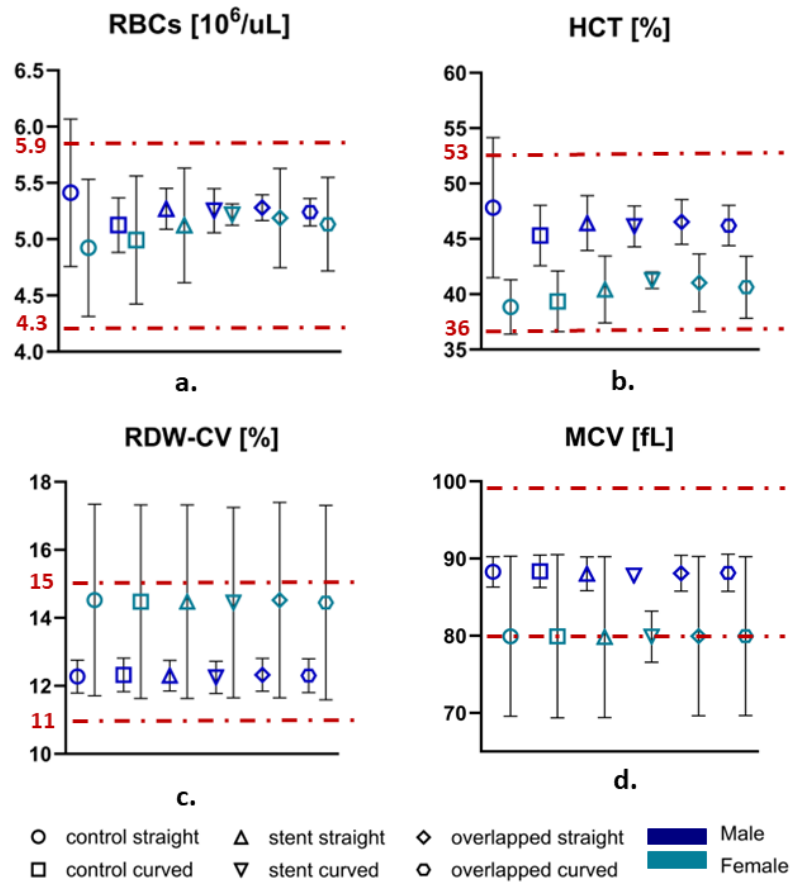 RBCs [10⁶/uL]
6.5
6.0
5.9
5.5
5.0
4.5
4.3
4.0
a.
HCT [%]
60
55
53
50
45
40
36
35
b.
RDW-CV [%]
18
16
15
14
12
11
10
c.
MCV [fL]
100
90
80
70
d.
control straight
stent straight
overlapped straight
Male
control curved
stent curved
overlapped curved
Female